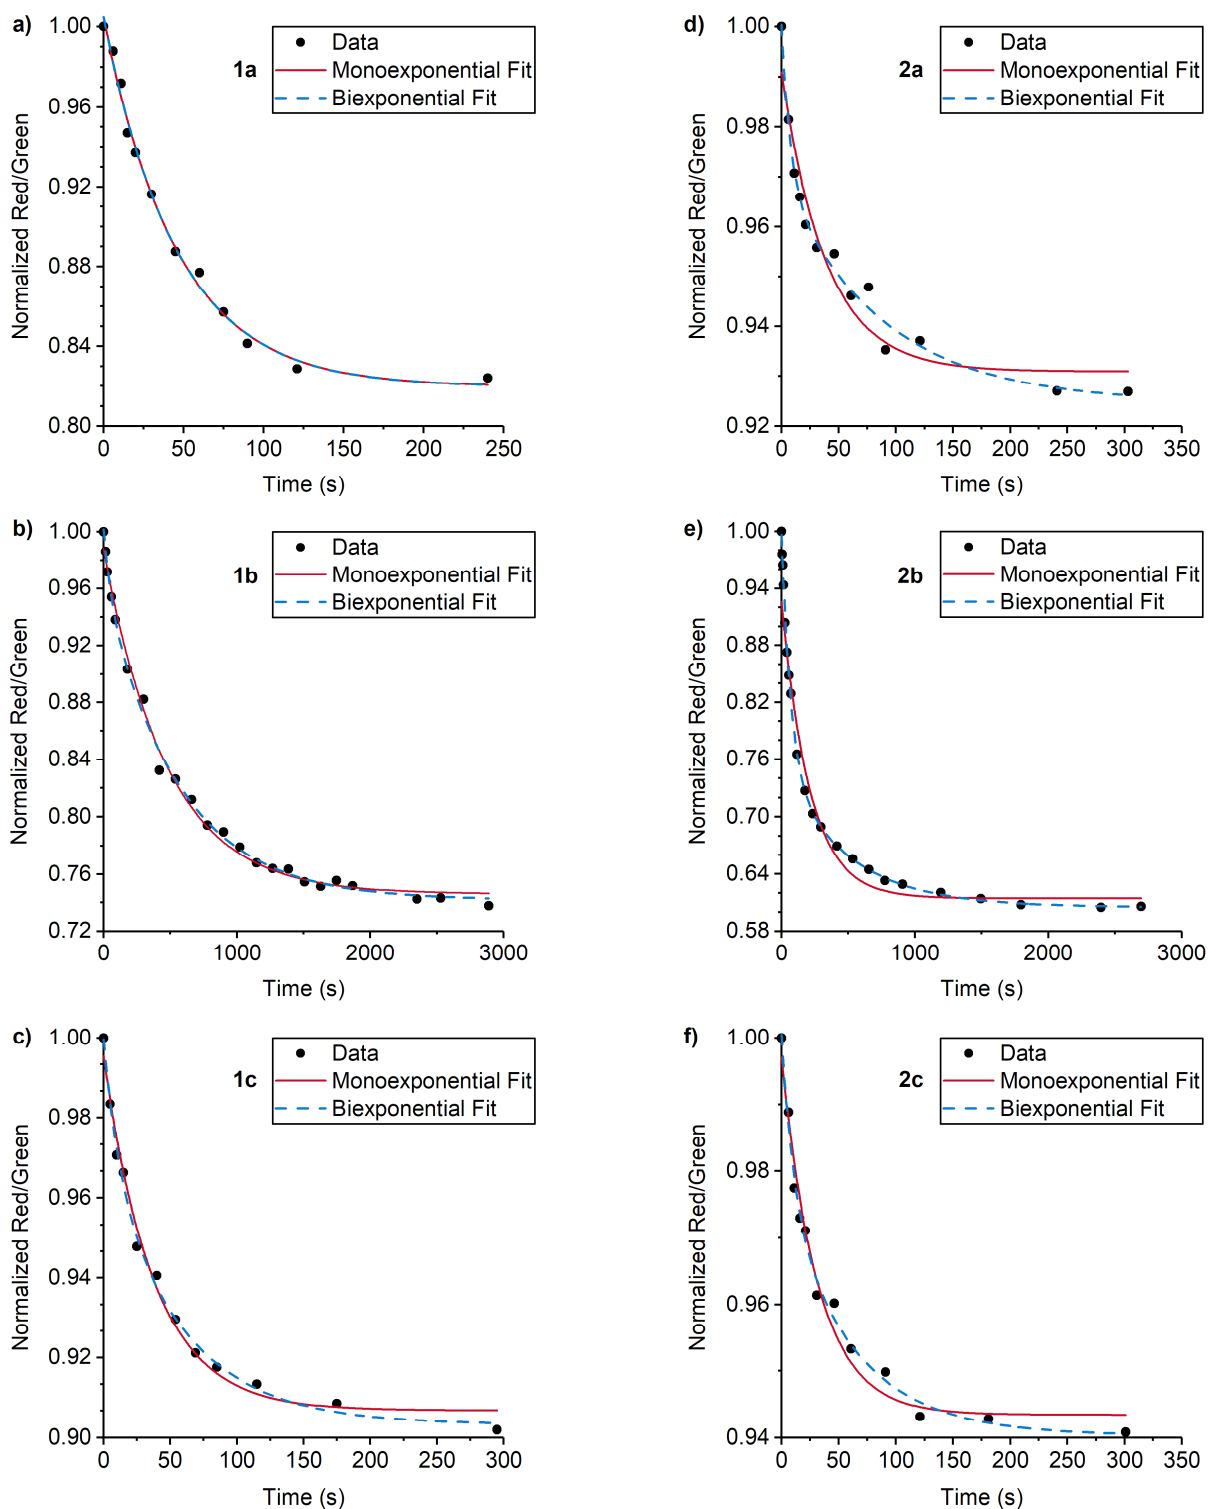 a)
1.00
0.96
0.92
0.88
0.84
0.80
Normalized Red/Green
1a
Data
Monoexponential Fit
Biexponential Fit
0 50 100 150 200 250
Time (s)
d)
1.00
0.98
0.96
0.94
0.92
Normalized Red/Green
2a
Data
Monoexponential Fit
Biexponential Fit
0 50 100 150 200 250 300 350
Time (s)
b)
1.00
0.96
0.92
0.88
0.84
0.80
0.76
0.72
Normalized Red/Green
1b
Data
Monoexponential Fit
Biexponential Fit
0 1000 2000 3000
Time (s)
e)
1.00
0.94
0.88
0.82
0.76
0.70
0.64
0.58
Normalized Red/Green
2b
Data
Monoexponential Fit
Biexponential Fit
0 1000 2000 3000
Time (s)
c)
1.00
0.98
0.96
0.94
0.92
0.90
Normalized Red/Green
1c
Data
Monoexponential Fit
Biexponential Fit
0 50 100 150 200 250 300
Time (s)
f)
1.00
0.98
0.96
0.94
Normalized Red/Green
2c
Data
Monoexponential Fit
Biexponential Fit
0 50 100 150 200 250 300 350
Time (s)